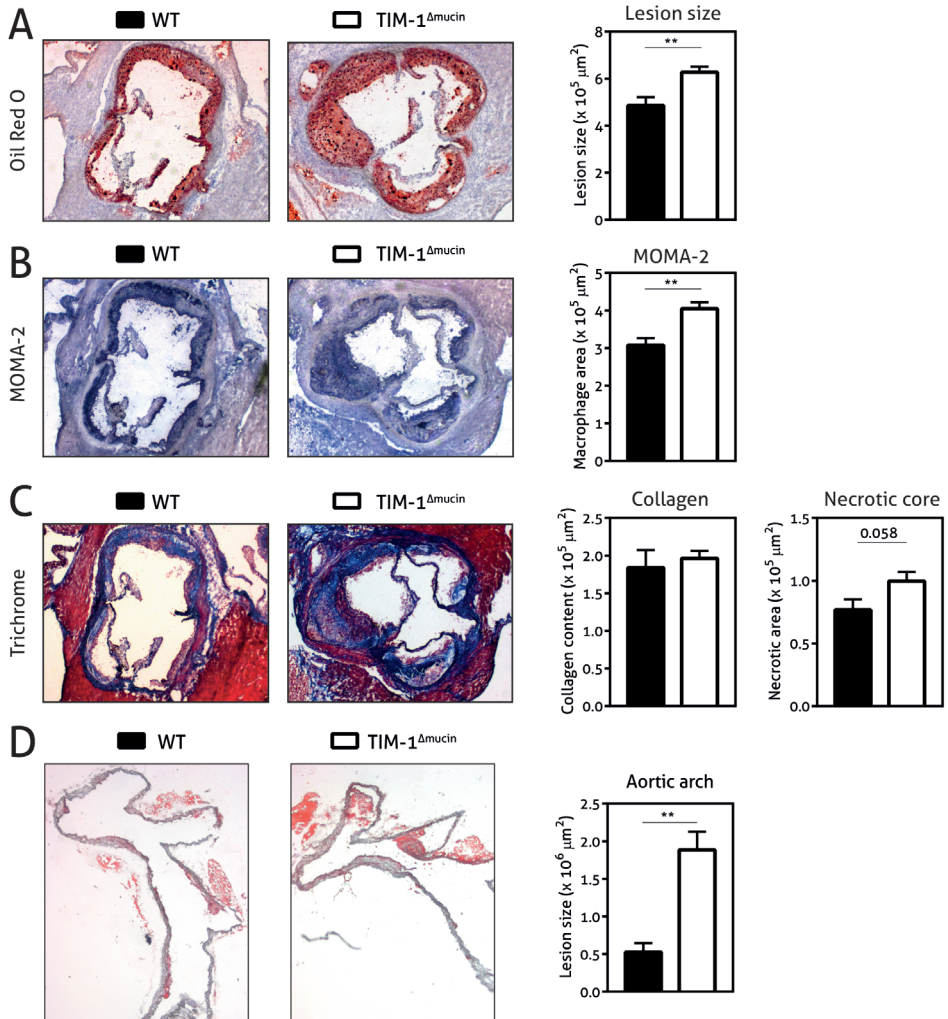 A
WT
TIM-1Δmucin
Oil Red O
Lesion size
Lesion size (x 10⁵ µm²)
8
6
4
2
0
**
B
WT
TIM-1Δmucin
MOMA-2
MOMA-2
Macrophage area (x 10⁵ µm²)
5
4
3
2
1
0
**
C
WT
TIM-1Δmucin
Trichrome
Collagen
Collagen content (x 10⁵ µm²)
2.5
2.0
1.5
1.0
0.5
0.0
Necrotic core
Necrotic area (x 10⁵ µm²)
1.5
1.0
0.5
0.0
0.058
D
WT
TIM-1Δmucin
Aortic arch
Lesion size (x 10⁶ µm²)
2.5
2.0
1.5
1.0
0.5
0.0
**